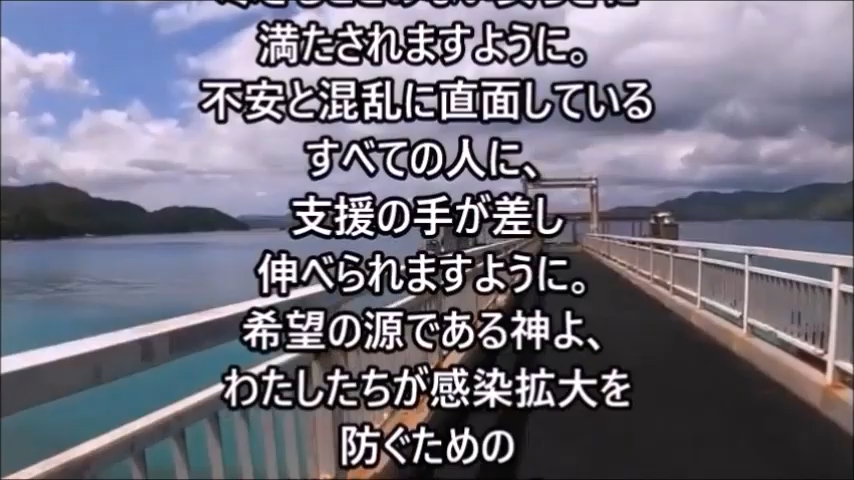 満たされますように。
不安と混乱に直面している
すべての人に、
支援の手が差し
伸べられますように。
希望の源である神よ、
わたしたちが感染拡大を
防ぐための